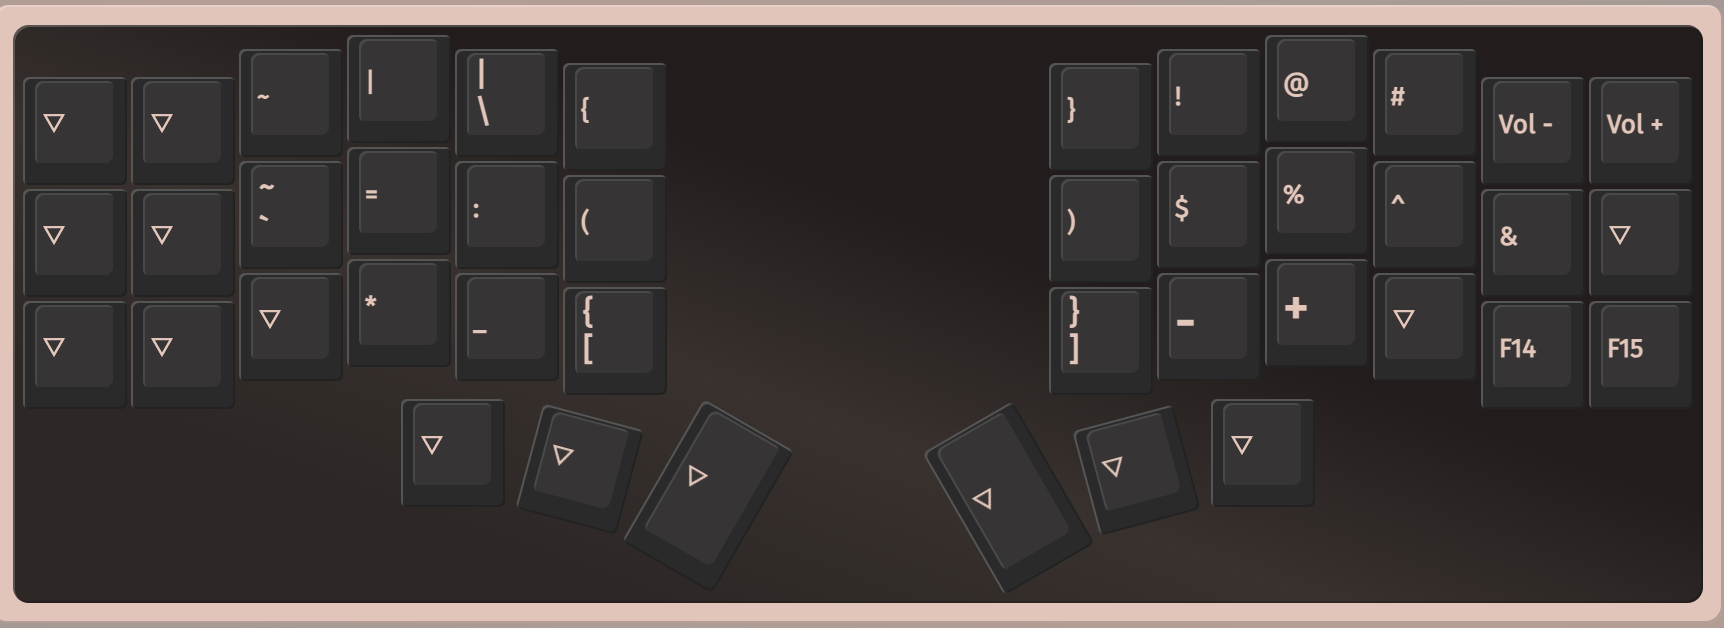 ~ | | \ { } ! @ # Vol - Vol +
~ ` = : ( ) $ % ^ &
* _ { [ } ] - + F14 F15